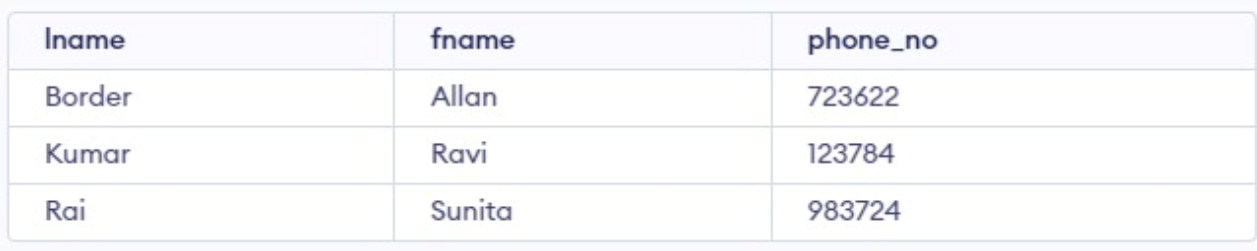 lname fname phone_no
Border Allan 723622
Kumar Ravi 123784
Rai Sunita 983724